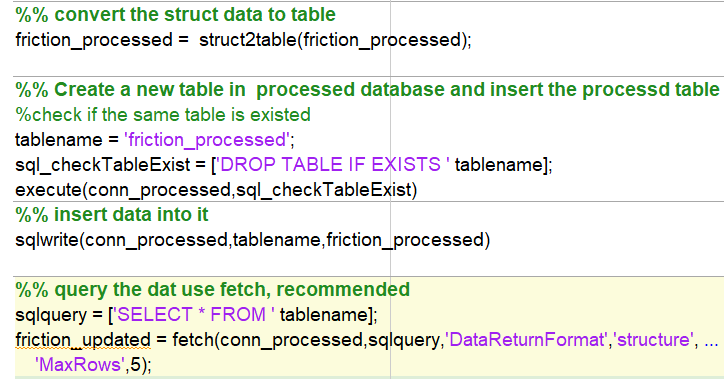 %% convert the struct data to table
friction_processed =  struct2table(friction_processed);
%% Create a new table in  processed database and insert the processd table
%check if the same table is existed
tablename = 'friction_processed';
sql_checkTableExist = ['DROP TABLE IF EXISTS ' tablename];
execute(conn_processed,sql_checkTableExist)
%% insert data into it
sqlwrite(conn_processed,tablename,friction_processed)
%% query the dat use fetch, recommended
sqlquery = ['SELECT * FROM ' tablename];
friction_updated = fetch(conn_processed,sqlquery,'DataReturnFormat','structure', ...
'MaxRows',5);